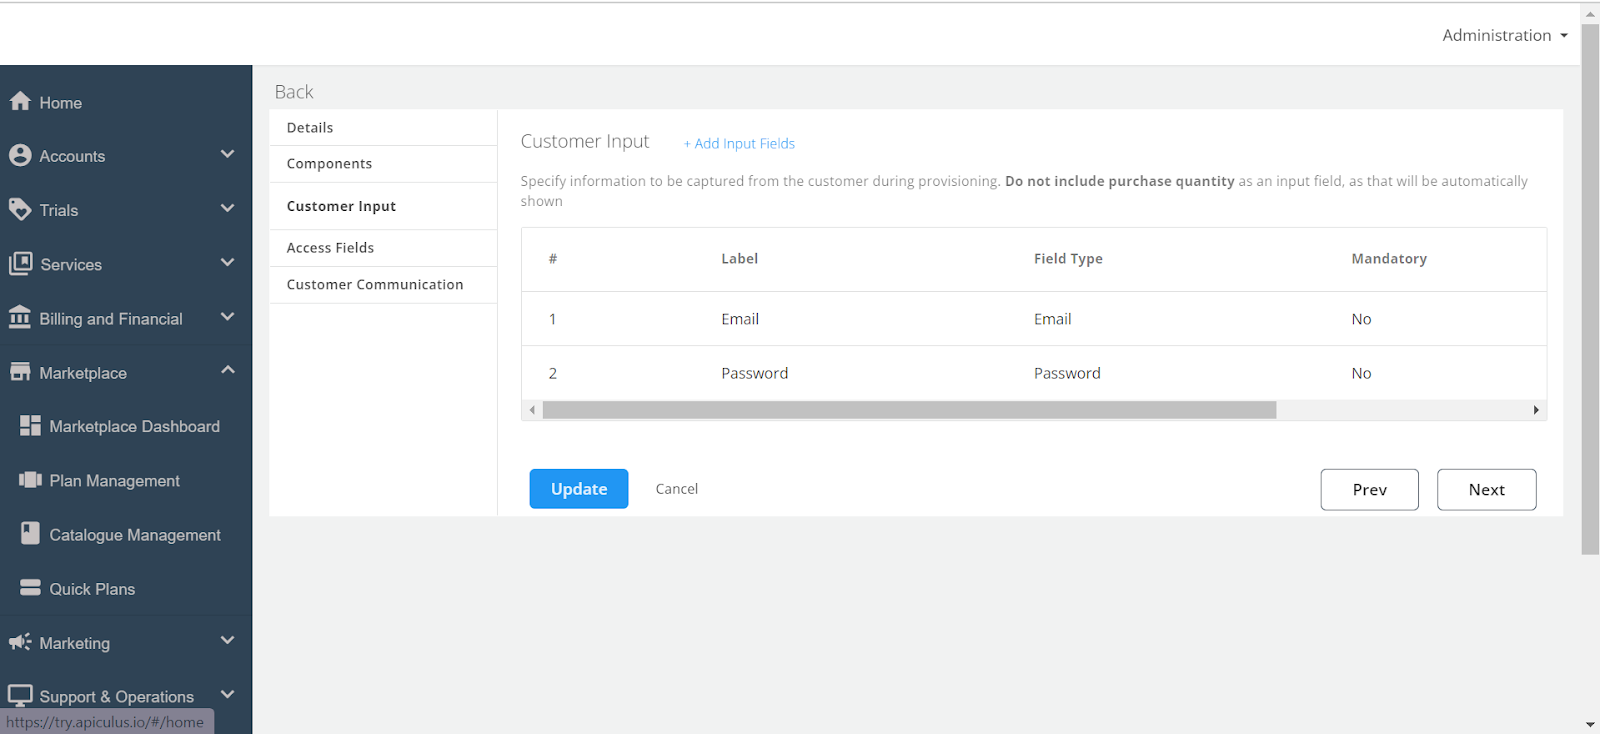 Administration
Home
Accounts
Trials
Services
Billing and Financial
Marketplace
Marketplace Dashboard
Plan Management
Catalogue Management
Quick Plans
Marketing
Support & Operations
https://try.apiculus.io/#/home
Back
Details
Components
Customer Input
Access Fields
Customer Communication
Customer Input + Add Input Fields
Specify information to be captured from the customer during provisioning. Do not include purchase quantity as an input field, as that will be automatically
shown
# Label Field Type Mandatory
1 Email Email No
2 Password Password No
Update Cancel Prev Next